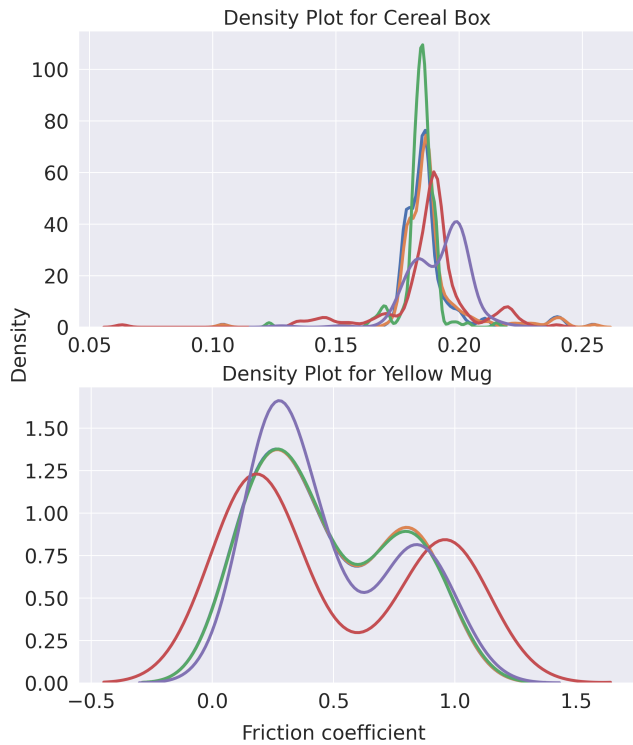 Density Plot for Cereal Box
100
80
60
40
20
0
0.05 0.10 0.15 0.20 0.25
Density
Density Plot for Yellow Mug
1.50
1.25
1.00
0.75
0.50
0.25
0.00
−0.5 0.0 0.5 1.0 1.5
Friction coefficient